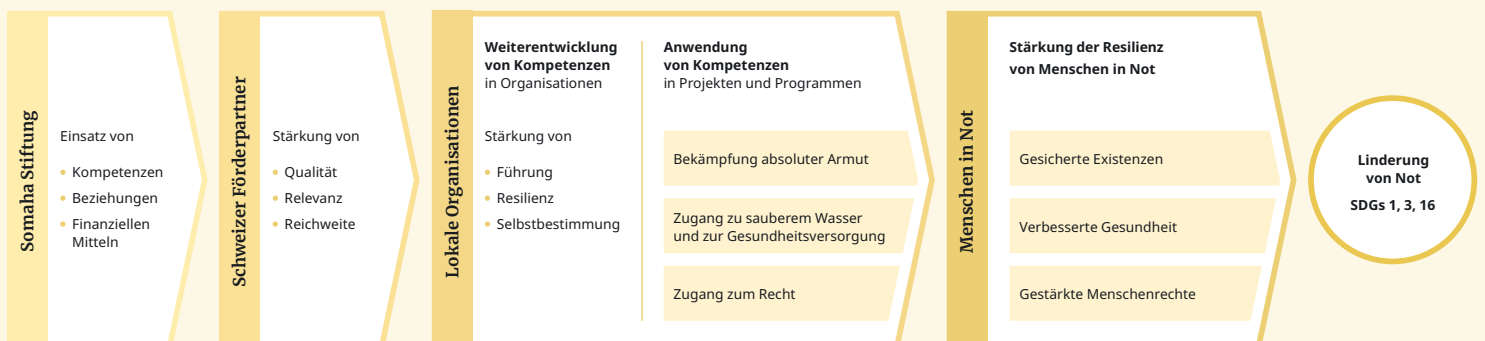 Somaha Stiftung
Einsatz von
Kompetenzen
Beziehungen
Finanziellen
Mitteln
Schweizer Förderpartner
Stärkung von
Qualität
Relevanz
Reichweite
Lokale Organisationen
Weiterentwicklung
von Kompetenzen
in Organisationen
Stärkung von
Führung
Resilienz
Selbstbestimmung
Anwendung
von Kompetenzen
in Projekten und Programmen
Bekämpfung absoluter Armut
Zugang zu sauberem Wasser
und zur Gesundheitsversorgung
Zugang zum Recht
Menschen in Not
Stärkung der Resilienz
von Menschen in Not
Gesicherte Existenzen
Verbesserte Gesundheit
Gestärkte Menschenrechte
Linderung
von Not
SDGs 1, 3, 16